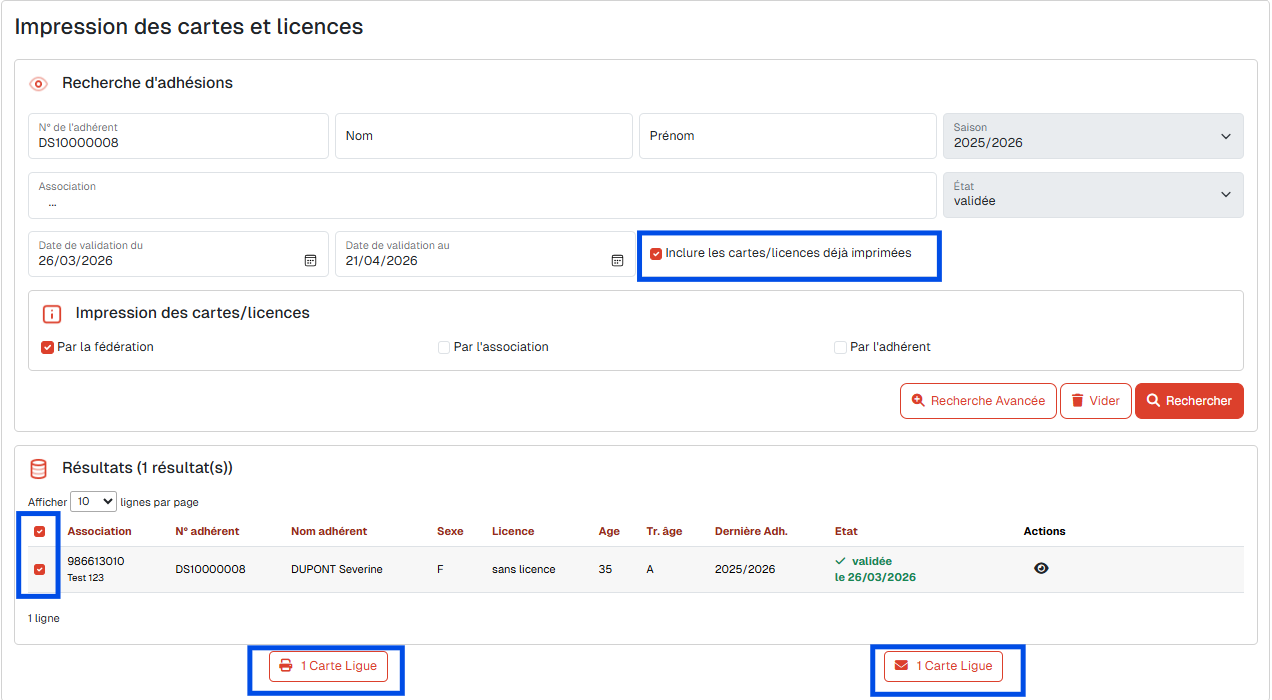 Impression des cartes et licences
Recherche d'adhésions
N° de l'adhérent
DS10000008
Nom
Prénom
Saison
2025/2026
Association
...
État
validée
Date de validation du
26/03/2026
Date de validation au
21/04/2026
Inclure les cartes/licences déjà imprimées
Impression des cartes/licences
Par la fédération
Par l'association
Par l'adhérent
Recherche Avancée
Vider
Rechercher
Résultats (1 résultat(s))
Afficher 10 lignes par page
Association N° adhérent Nom adhérent Sexe Licence Age Tr. âge Dernière Adh. Etat Actions
986613010
Test 123
DS10000008 DUPONT Severine F sans licence 35 A 2025/2026
validée
le 26/03/2026
1 ligne
1 Carte Ligue
1 Carte Ligue